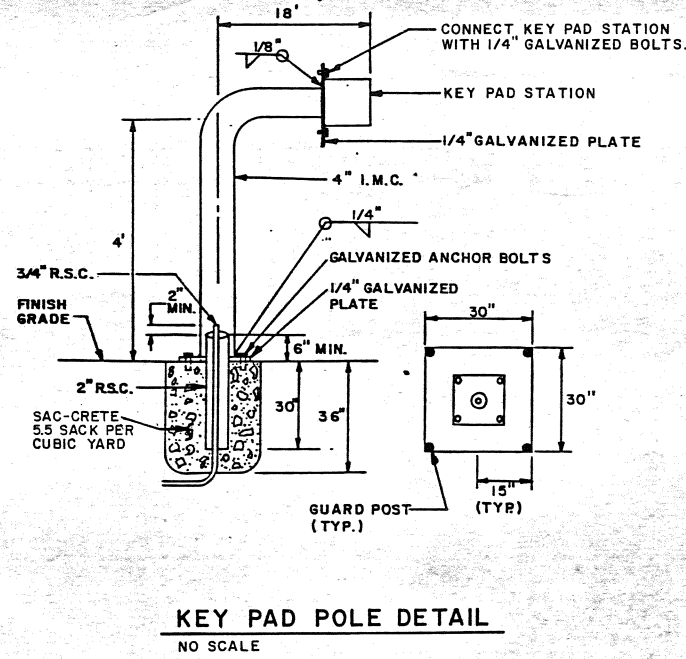 18'
CONNECT KEY PAD STATION
WITH 1/4" GALVANIZED BOLTS.
1/8"
KEY PAD STATION
1/4" GALVANIZED PLATE
4" I.M.C.
4'
1/4"
GALVANIZED ANCHOR BOLTS
3/4" R.S.C.
2"
MIN.
1/4" GALVANIZED
PLATE
FINISH
GRADE
6" MIN.
30"
2" R.S.C.
30"
36"
30"
SAC-CRETE
5.5 SACK PER
CUBIC YARD
15"
(TYP.)
GUARD POST
(TYP.)
KEY PAD POLE DETAIL
NO SCALE